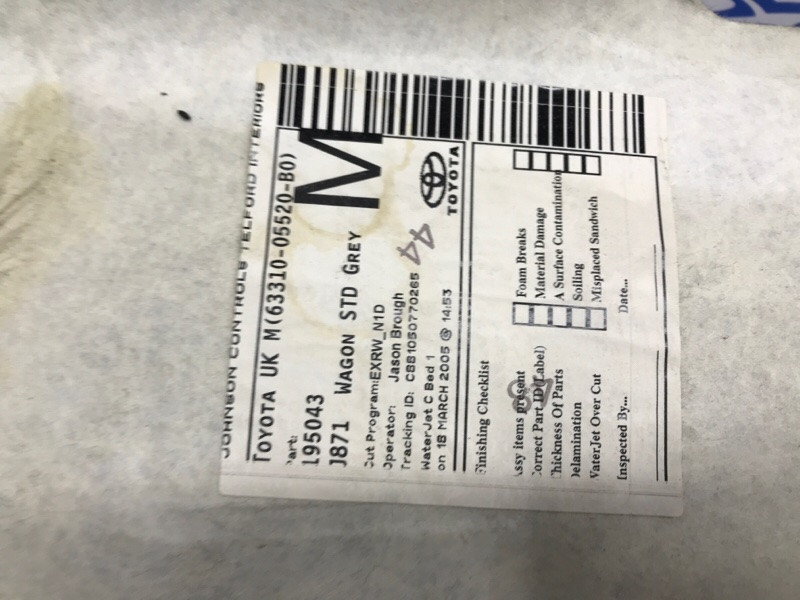 JOHNSON CONTROLS TELFORD INTERIORS
TOYOTA UK M(63310-05520-B0)
Part:
195043
M
J871 WAGON STD GREY
Cut Program:EXRW_N1D
Operator: Jason Brough
Tracking ID: CSB1050770265
WaterJet C Bed 1
on 18 MARCH 2005 @ 14:53
TOYOTA
Finishing Checklist
Assy items present
Foam Breaks
Correct Part ID(Label)
Material Damage
Thickness Of Parts
A Surface Contamination
Delamination
Soiling
WaterJet Over Cut
Misplaced Sandwich
Inspected By...
Date...